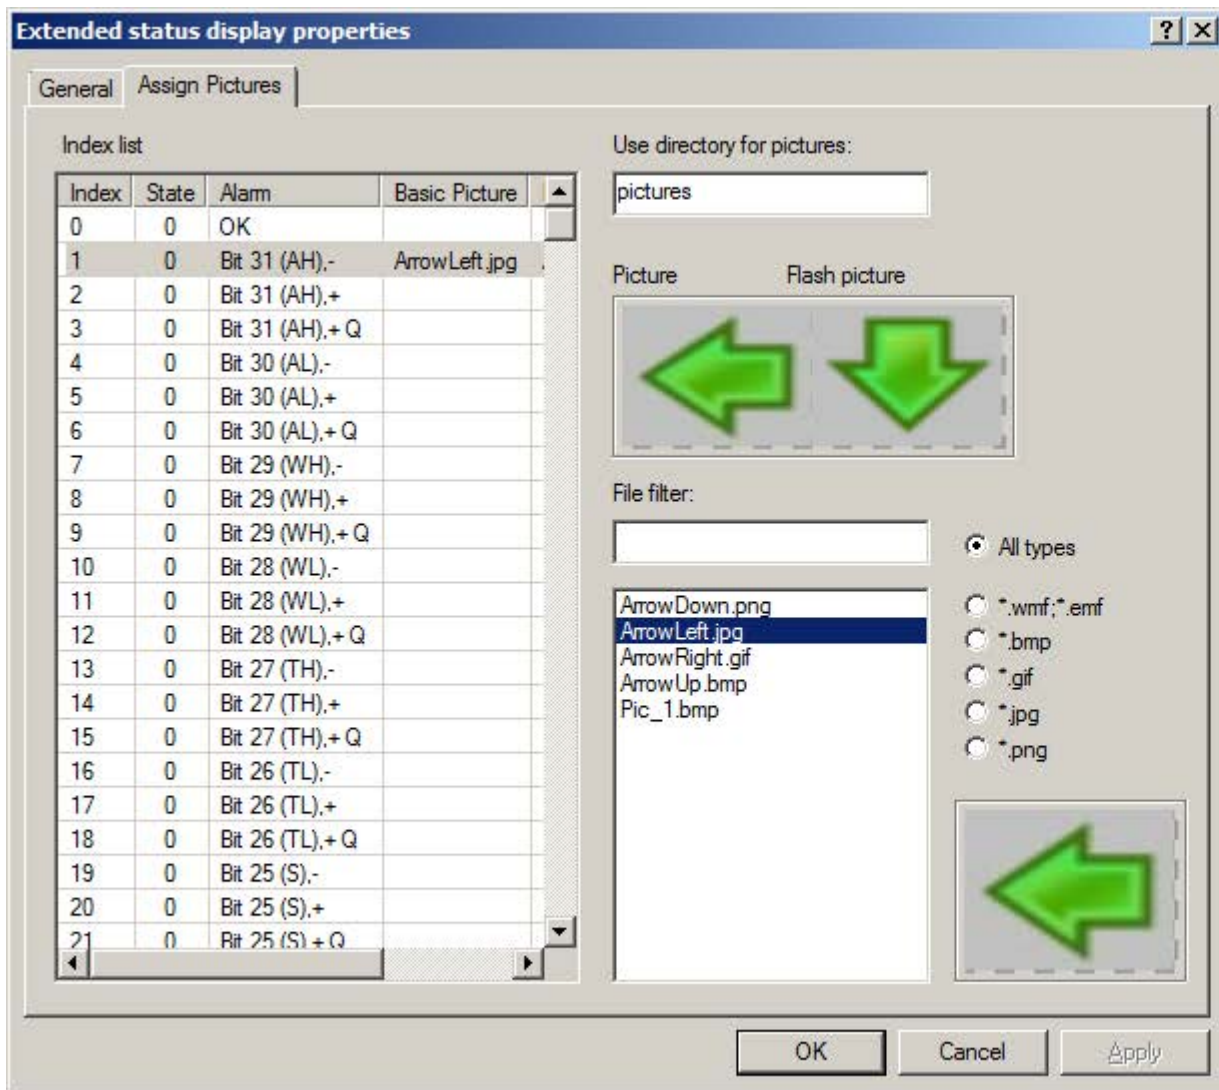 Extended status display properties
General Assign Pictures
Index list
Index State Alarm Basic Picture
0 0 OK
1 0 Bit 31 (AH),- ArrowLeft.jpg
2 0 Bit 31 (AH),+
3 0 Bit 31 (AH),+ Q
4 0 Bit 30 (AL),-
5 0 Bit 30 (AL),+
6 0 Bit 30 (AL),+ Q
7 0 Bit 29 (WH),-
8 0 Bit 29 (WH),+
9 0 Bit 29 (WH),+ Q
10 0 Bit 28 (WL),-
11 0 Bit 28 (WL),+
12 0 Bit 28 (WL),+ Q
13 0 Bit 27 (TH),-
14 0 Bit 27 (TH),+
15 0 Bit 27 (TH),+ Q
16 0 Bit 26 (TL),-
17 0 Bit 26 (TL),+
18 0 Bit 26 (TL),+ Q
19 0 Bit 25 (S),-
20 0 Bit 25 (S),+
21 0 Bit 25 (S),+ Q
Use directory for pictures:
pictures
Picture Flash picture
File filter:
All types
ArrowDown.png
ArrowLeft.jpg
ArrowRight.gif
ArrowUp.bmp
Pic_1.bmp
*.wmf;*.emf
*.bmp
*.gif
*.jpg
*.png
OK Cancel Apply